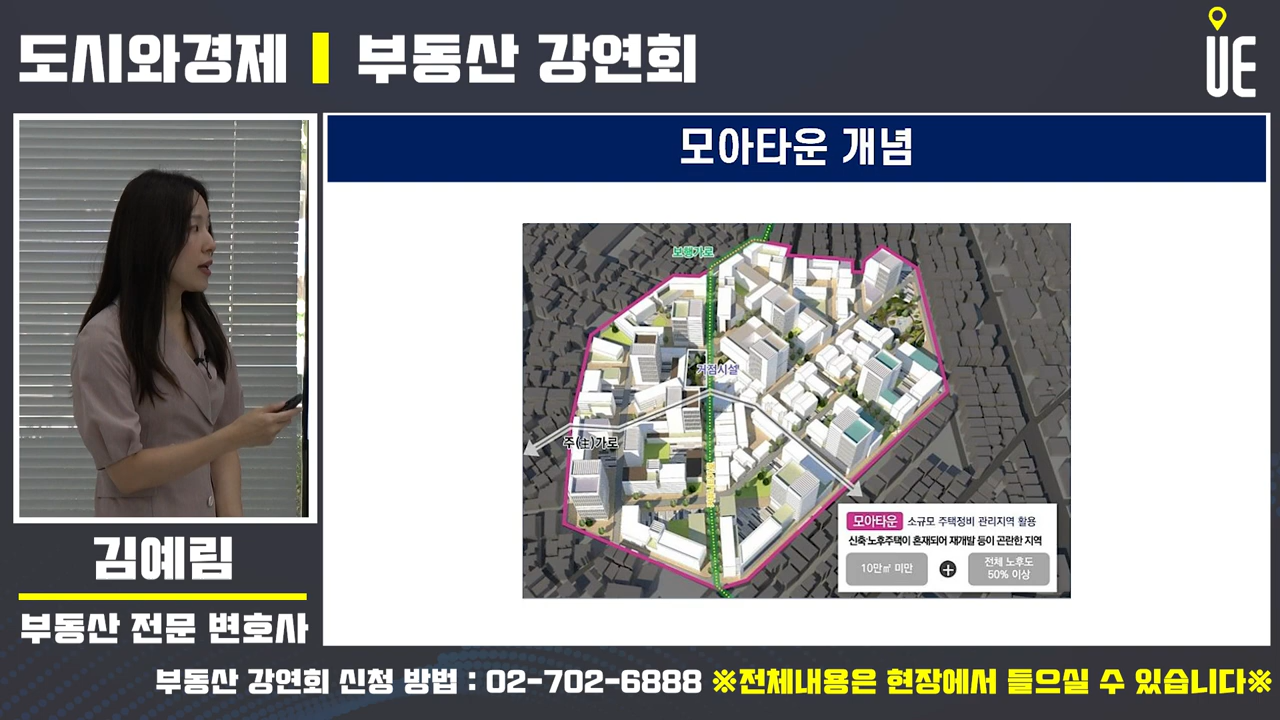 도시와경제 부동산 강연회
UE
모아타운 개념
보행가로
거점시설
주(主)가로
모아타운 소규모 주택정비 관리지역 활용
신축·노후주택이 혼재되어 재개발 등이 곤란한 지역
10만㎡ 미만
전체 노후도
50% 이상
김예림
부동산 전문 변호사
부동산 강연회 신청 방법 : 02-702-6888 ※전체내용은 현장에서 들으실 수 있습니다※